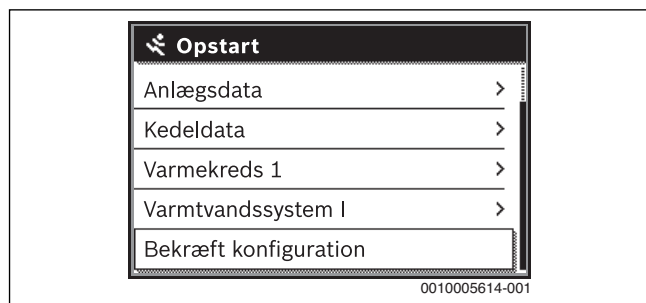 Opstart
Anlægsdata >
Kedeldata >
Varmekreds 1 >
Varmtvandssystem I >
Bekræft konfiguration
0010005614-001